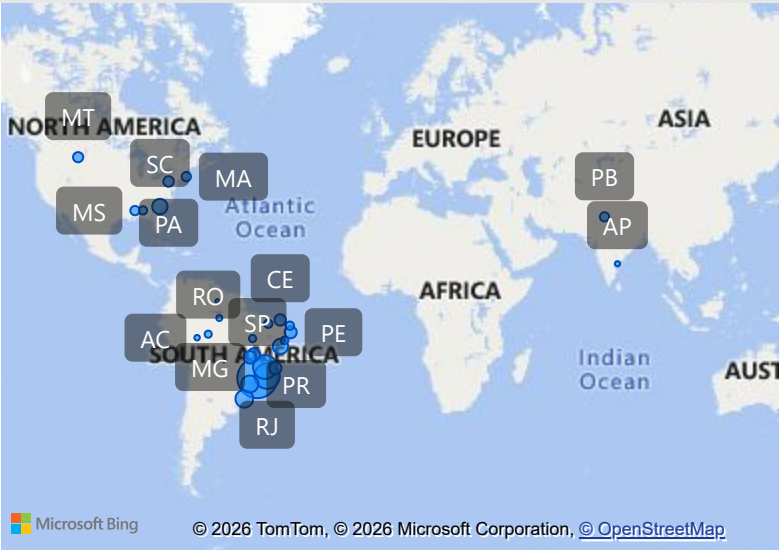 MT
NORTH AMERICA
ASIA
EUROPE
SC
MA
PB
MS
PA
Atlantic
Ocean
AP
CE
RO
AFRICA
SP
PE
AC
SOUTH AMERICA
MG
PR
Indian
Ocean
AUST
RJ
Microsoft Bing
© 2026 TomTom, © 2026 Microsoft Corporation, © OpenStreetMap